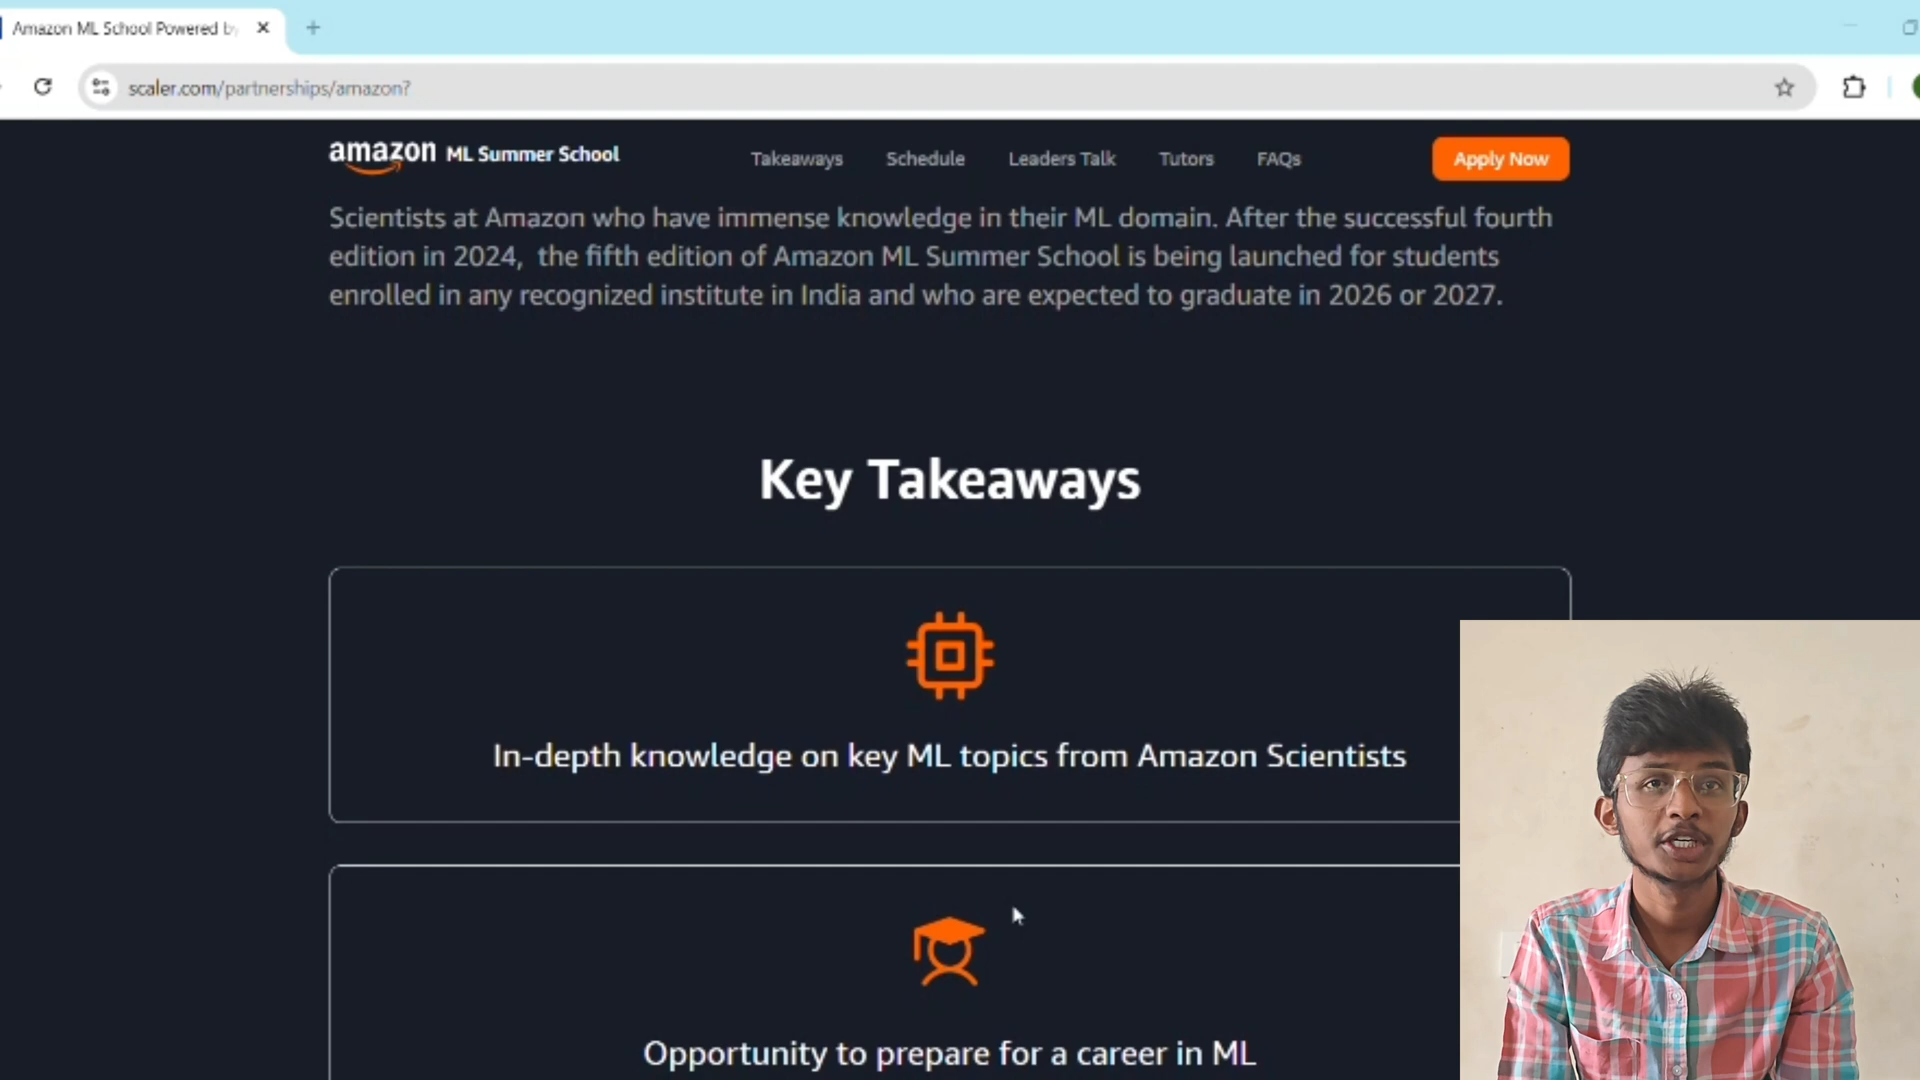 Amazon ML School Powered by
scaler.com/partnerships/amazon?
amazon ML Summer School
Takeaways
Schedule
Leaders Talk
Tutors
FAQs
Apply Now
Scientists at Amazon who have immense knowledge in their ML domain. After the successful fourth
edition in 2024, the fifth edition of Amazon ML Summer School is being launched for students
enrolled in any recognized institute in India and who are expected to graduate in 2026 or 2027.
Key Takeaways
In-depth knowledge on key ML topics from Amazon Scientists
Opportunity to prepare for a career in ML